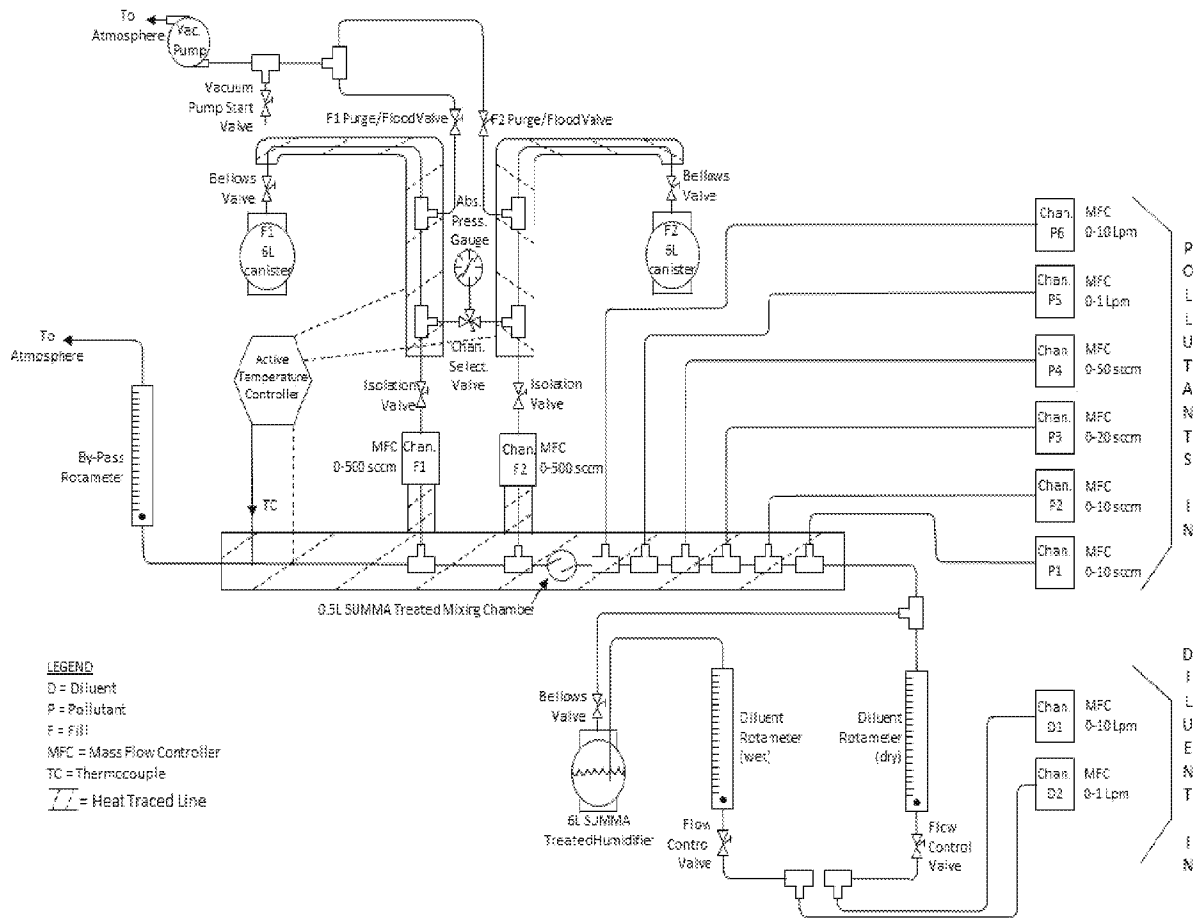 To
Atmosphere
Vac.
Pump
Vacuum
Pump Start
Valve
F1 Purge/Flood Valve
F2 Purge/Flood Valve
Bellows
Valve
F1
6L
canister
Abs.
Press.
Gauge
Bellows
Valve
F2
6L
canister
Chan.
Select.
Valve
To
Atmosphere
Active
Temperature
Controller
Isolation
Valve
Isolation
Valve
MFC
0-500 sccm
Chan.
F1
Chan.
F2
MFC
0-500 sccm
By-Pass
Rotameter
TC
0.5L SUMMA Treated Mixing Chamber
Chan.
P6
MFC
0-10 Lpm
Chan.
P5
MFC
0-1 Lpm
Chan.
P4
MFC
0-50 sccm
Chan.
P3
MFC
0-20 sccm
Chan.
P2
MFC
0-10 sccm
Chan.
P1
MFC
0-10 sccm
POLLUTANTS IN
LEGEND
D = Diluent
P = Pollutant
F = Fill
MFC = Mass Flow Controller
TC = Thermocouple
= Heat Traced Line
Bellows
Valve
6L SUMMA
Treated Humidifier
Diluent
Rotameter
(wet)
Diluent
Rotameter
(dry)
Flow
Control
Valve
Flow
Control
Valve
Chan.
D1
MFC
0-10 Lpm
Chan.
D2
MFC
0-1 Lpm
DILUENT IN